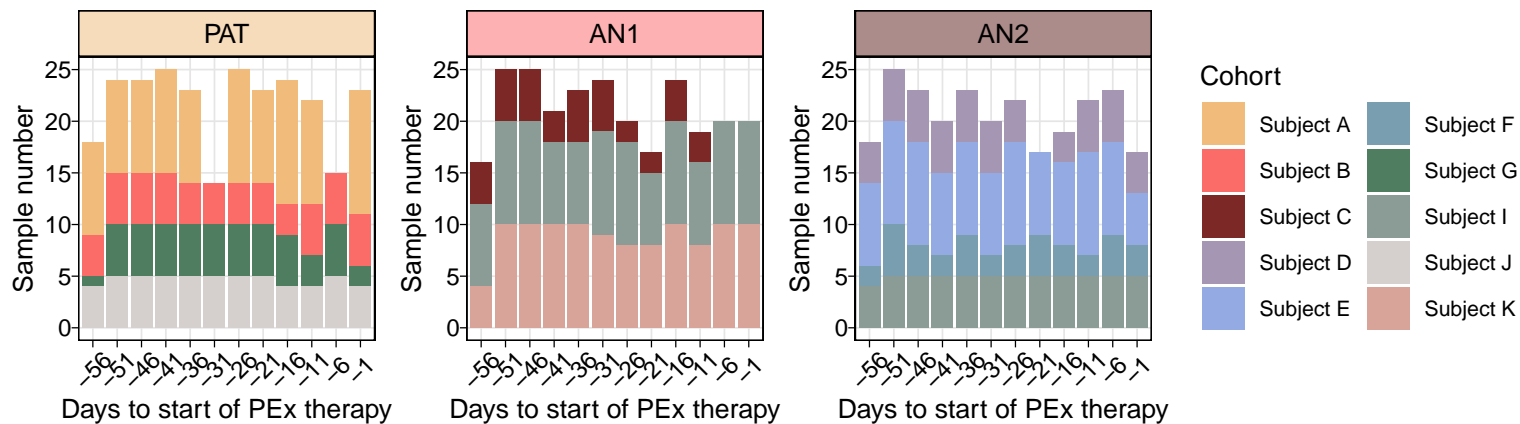 PAT
AN1
AN2
Sample number
25
20
15
10
5
0
−56
−51
−46
−41
−36
−31
−26
−21
−16
−11
−6
−1
Days to start of PEx therapy
Sample number
25
20
15
10
5
0
−56
−51
−46
−41
−36
−31
−26
−21
−16
−11
−6
−1
Days to start of PEx therapy
Sample number
25
20
15
10
5
0
−56
−51
−46
−41
−36
−31
−26
−21
−16
−11
−6
−1
Days to start of PEx therapy
Cohort
Subject A
Subject B
Subject C
Subject D
Subject E
Subject F
Subject G
Subject I
Subject J
Subject K